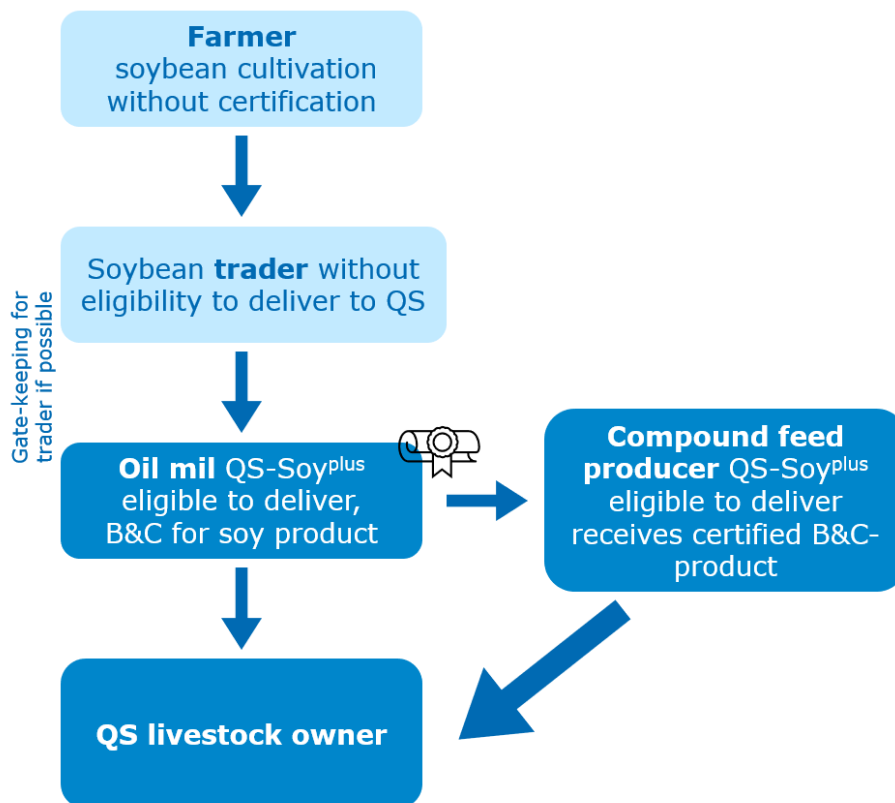 Farmer
soybean cultivation
without certification
Soybean trader without
eligibility to deliver to QS
Gate-keeping for
trader if possible
Oil mil QS-Soyplus
eligible to deliver,
B&C for soy product
Compound feed
producer QS-Soyplus
eligible to deliver
receives certified B&C-
product
QS livestock owner